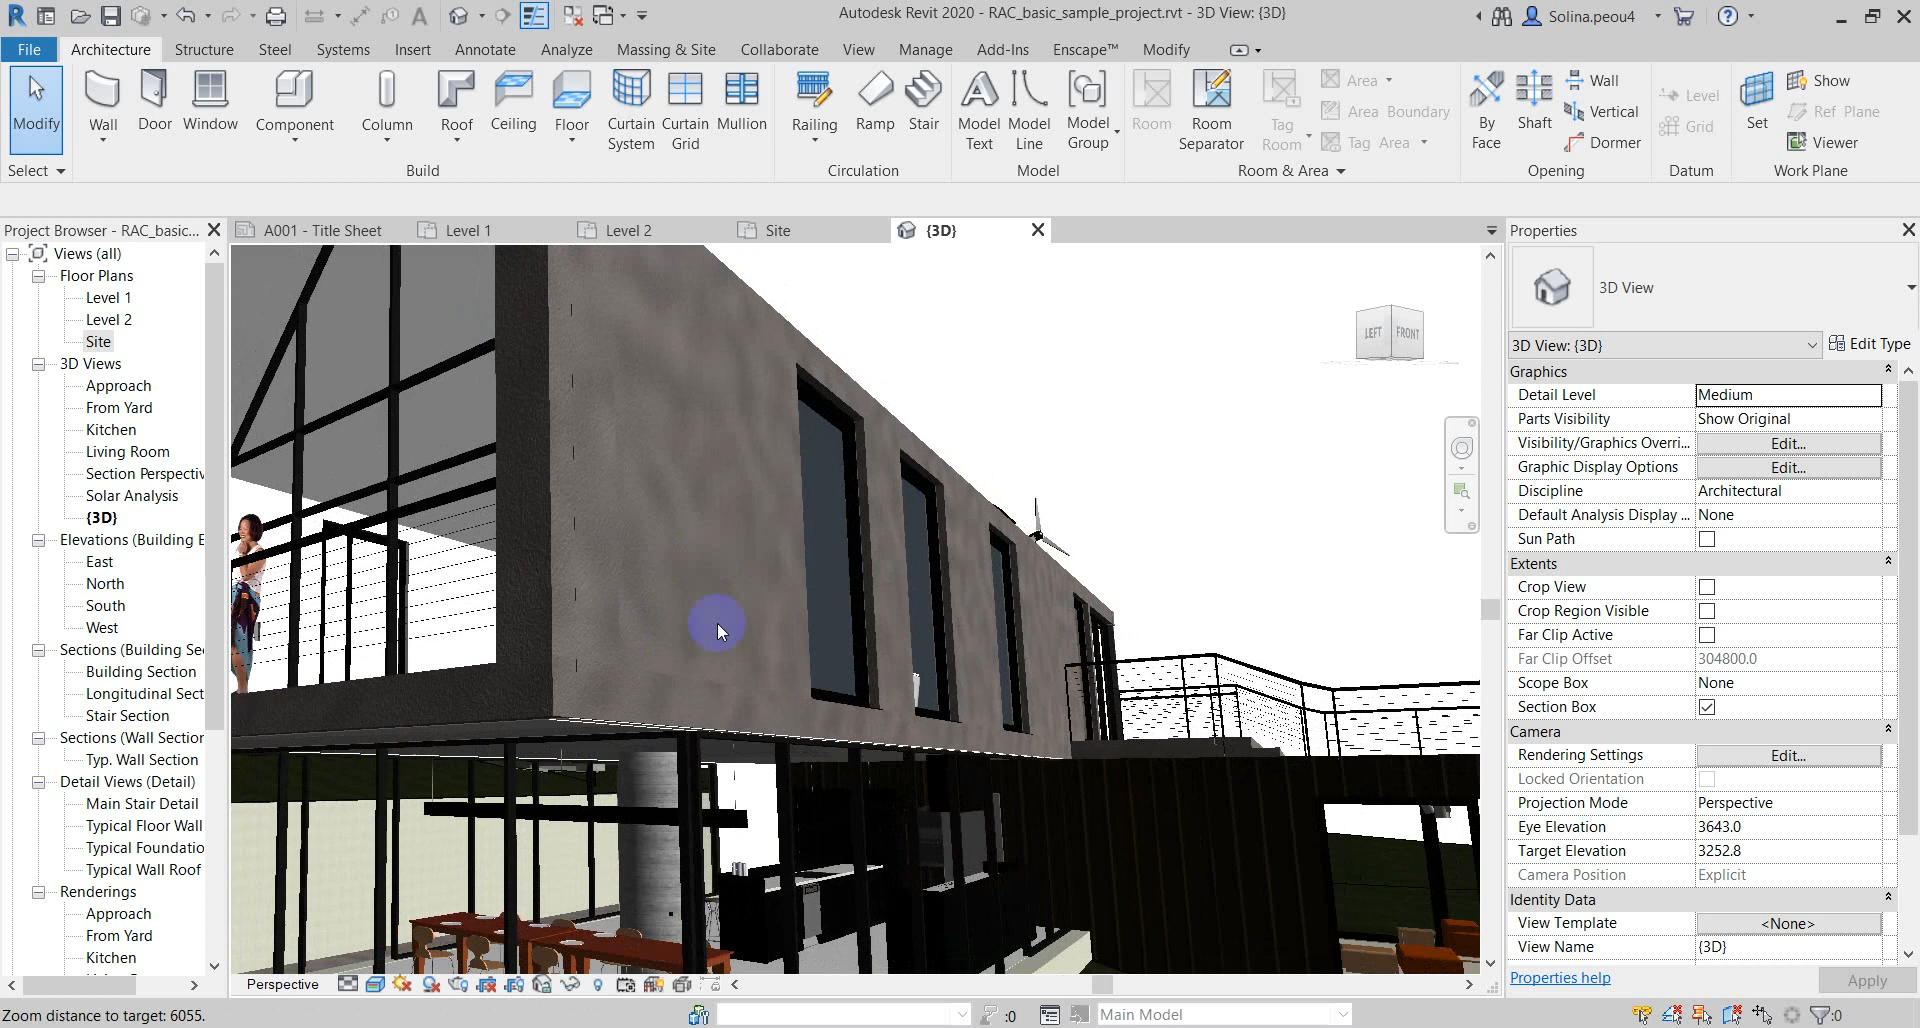 Autodesk Revit 2020 - RAC_basic_sample_project.rvt - 3D View: {3D}
Solina.peou4
File Architecture Structure Steel Systems Insert Annotate Analyze Massing & Site Collaborate View Manage Add-Ins Enscape™ Modify
Modify Wall Door Window Component Column Roof Ceiling Floor Curtain System Curtain Grid Mullion Railing Ramp Stair Model Text Model Line Model Group Room Room Separator Tag Room
Area
Area Boundary
Tag Area
By Face Shaft
Wall
Vertical
Dormer
Level
Grid
Set
Show
Ref Plane
Viewer
Select Build Circulation Model Room & Area Opening Datum Work Plane
Project Browser - RAC_basic...
Views (all)
Floor Plans
Level 1
Level 2
Site
3D Views
Approach
From Yard
Kitchen
Living Room
Section Perspectiv
Solar Analysis
{3D}
Elevations (Building E
East
North
South
West
Sections (Building Se
Building Section
Longitudinal Sect
Stair Section
Sections (Wall Section
Typ. Wall Section
Detail Views (Detail)
Main Stair Detail
Typical Floor Wall
Typical Foundatio
Typical Wall Roof
Renderings
Approach
From Yard
Kitchen
A001 - Title Sheet Level 1 Level 2 Site {3D}
LEFT FRONT
Properties
3D View
3D View: {3D} Edit Type
Graphics
Detail Level Medium
Parts Visibility Show Original
Visibility/Graphics Overri... Edit...
Graphic Display Options Edit...
Discipline Architectural
Default Analysis Display ... None
Sun Path
Extents
Crop View
Crop Region Visible
Far Clip Active
Far Clip Offset 304800.0
Scope Box None
Section Box
Camera
Rendering Settings Edit...
Locked Orientation
Projection Mode Perspective
Eye Elevation 3643.0
Target Elevation 3252.8
Camera Position Explicit
Identity Data
View Template <None>
View Name {3D}
Properties help Apply
Perspective
Zoom distance to target: 6055.
:0
Main Model
:0